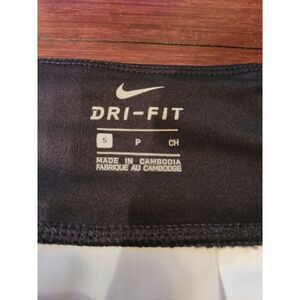 DRI-FIT
S P CH
MADE IN CAMBODIA
FABRIQUÉ AU CAMBODGE